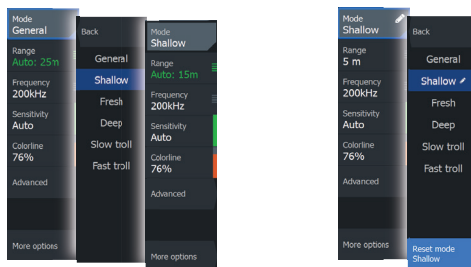 Mode
General
Range
Auto: 25m
Frequency
200kHz
Sensitivity
Auto
Colorline
76%
Advanced
More options
Back
General
Shallow
Fresh
Deep
Slow troll
Fast troll
Mode
Shallow
Range
Auto: 15m
Frequency
200kHz
Sensitivity
Auto
Colorline
76%
Advanced
More options
Mode
Shallow
Range
5 m
Frequency
200kHz
Sensitivity
Auto
Colorline
76%
Advanced
More options
Back
General
Shallow
Fresh
Deep
Slow troll
Fast troll
Reset mode
Shallow